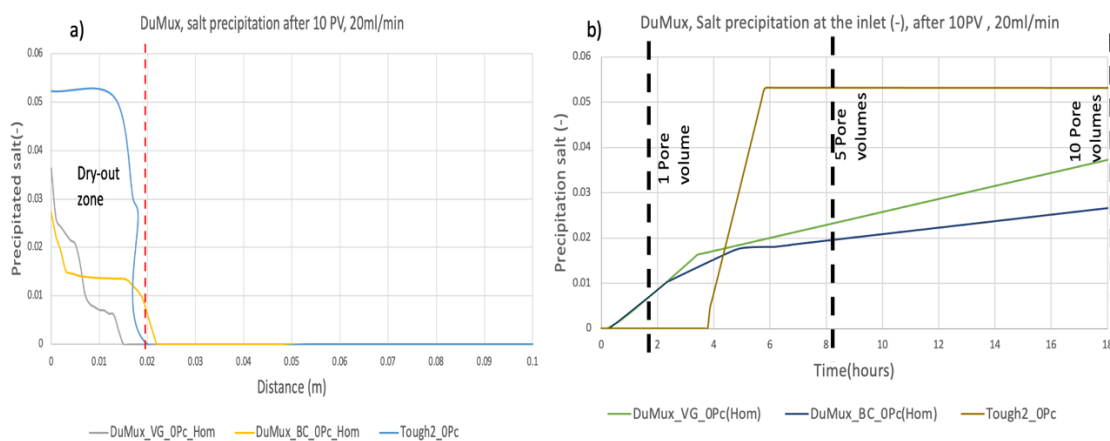 a)
DuMux, salt precipitation after 10 PV, 20ml/min
Precipitated salt(-)
0.06
0.05
0.04
0.03
0.02
0.01
0
Dry-out
zone
0 0.01 0.02 0.03 0.04 0.05 0.06 0.07 0.08 0.09 0.1
Distance (m)
DuMux_VG_0Pc_Hom DuMux_BC_0Pc_Hom Tough2_0Pc
b)
DuMux, Salt precipitation at the inlet (-), after 10PV , 20ml/min
Precipitation salt (-)
0.06
0.05
0.04
0.03
0.02
0.01
0
1 Pore
volume
5 Pore
volumes
10 Pore
volumes
0 2 4 6 8 10 12 14 16 18
Time(hours)
DuMux_VG_0Pc(Hom) DuMux_BC_0Pc(Hom) Tough2_0Pc